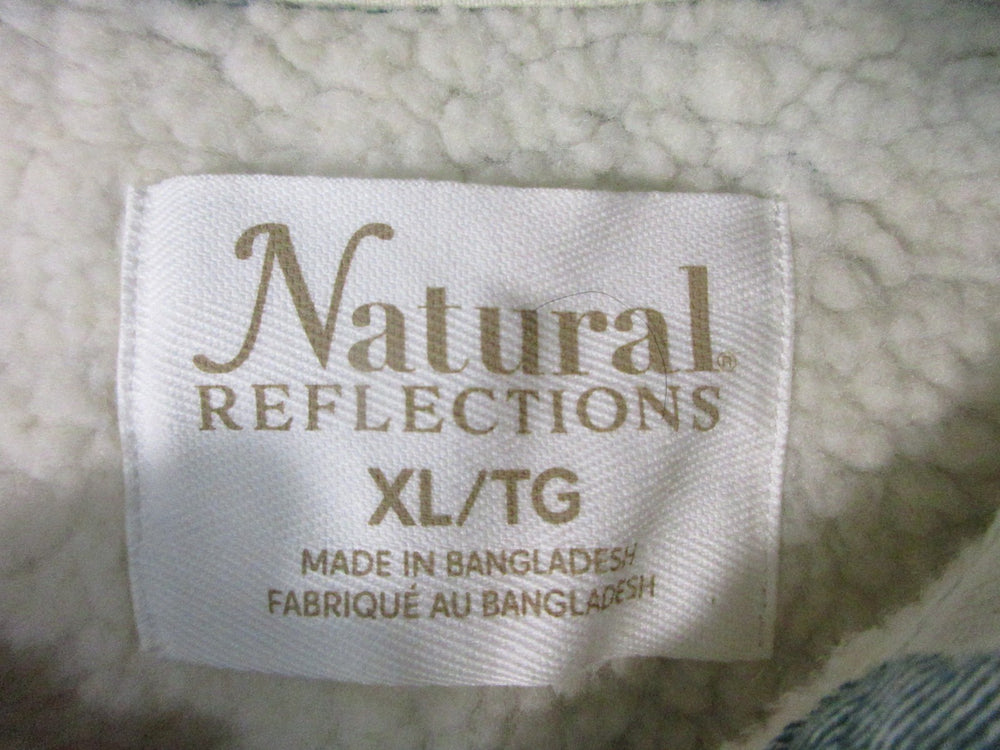 Natural®
REFLECTIONS
XL/TG
MADE IN BANGLADESH
FABRIQUÉ AU BANGLADESH